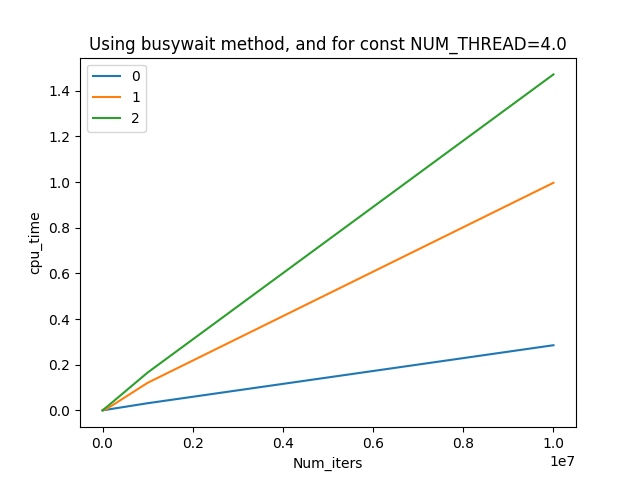 Using busywait method, and for const NUM_THREAD=4.0
0
1
2
cpu_time
1.4
1.2
1.0
0.8
0.6
0.4
0.2
0.0
0.0 0.2 0.4 0.6 0.8 1.0
1e7
Num_iters